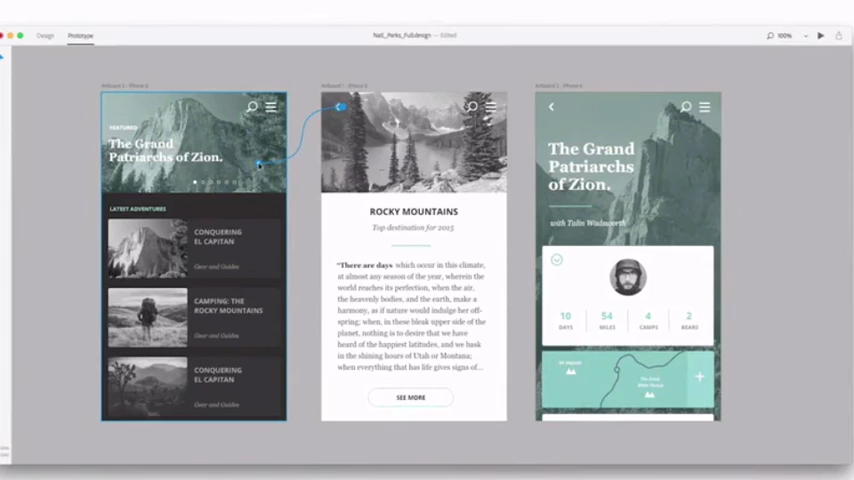 Design
Prototype
Natl_Parks_Full.design — Edited
100%
FEATURED
The Grand
Patriarchs of Zion.
LATEST ADVENTURES
CONQUERING
EL CAPITAN
Gear and Guides
CAMPING: THE
ROCKY MOUNTAINS
Gear and Guides
CONQUERING
EL CAPITAN
Gear and Guides
ROCKY MOUNTAINS
Top destination for 2015
"There are days which occur in this climate,
at almost any season of the year, wherein the
world reaches its perfection, when the air,
the heavenly bodies, and the earth, make a
harmony, as if nature would indulge her off-
spring; when, in these bleak upper side of the
planet, nothing is to desire that we have
heard of the happiest latitudes, and we bask
in the shining hours of Utah or Montana;
when everything that has life gives signs of...
SEE MORE
The Grand
Patriarchs
of Zion.
with Talin Wadsworth
10
54
4
2
DAYS
MILES
CAMPS
BEARS